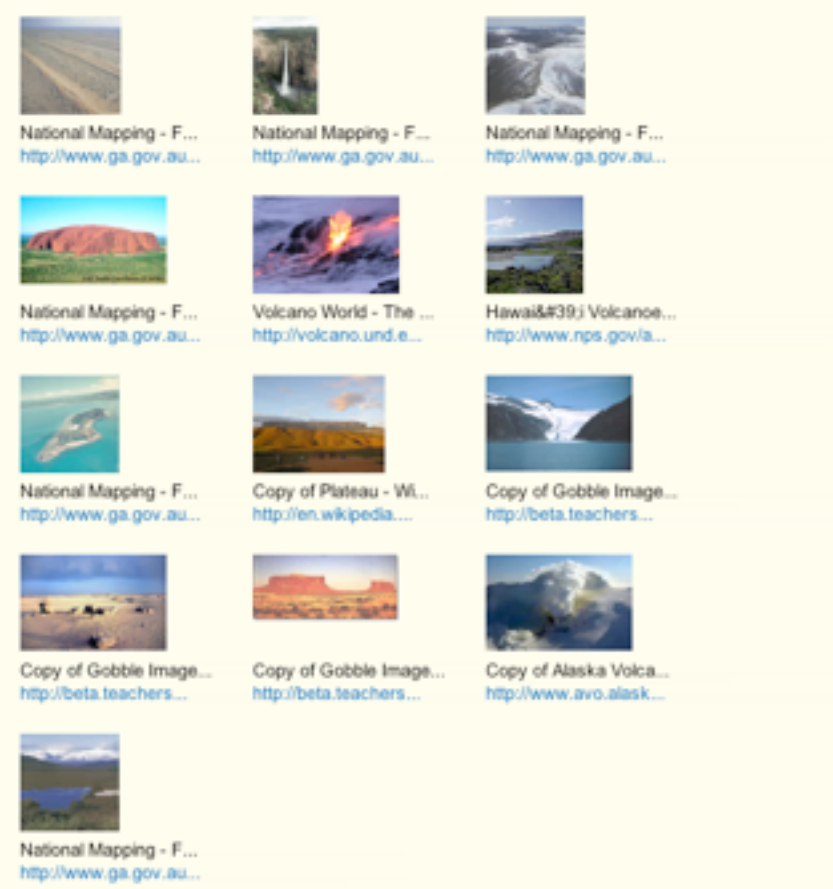 National Mapping - F...
http://www.ga.gov.au...
National Mapping - F...
http://www.ga.gov.au...
National Mapping - F...
http://www.ga.gov.au...
National Mapping - F...
http://www.ga.gov.au...
Volcano World - The ...
http://volcano.und.e...
Hawai&#39;i Volcanoe...
http://www.nps.gov/a...
National Mapping - F...
http://www.ga.gov.au...
Copy of Plateau - Wi...
http://en.wikipedia....
Copy of Gobble Image...
http://beta.teachers...
Copy of Gobble Image...
http://beta.teachers...
Copy of Gobble Image...
http://beta.teachers...
Copy of Alaska Volca...
http://www.avo.alask...
National Mapping - F...
http://www.ga.gov.au...